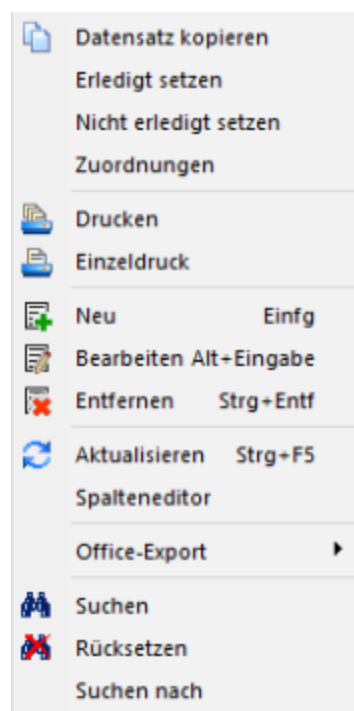 Datensatz kopieren
Erledigt setzen
Nicht erledigt setzen
Zuordnungen
Drucken
Einzeldruck
Neu Einfg
Bearbeiten Alt+Eingabe
Entfernen Strg+Entf
Aktualisieren Strg+F5
Spalteneditor
Office-Export
Suchen
Rücksetzen
Suchen nach